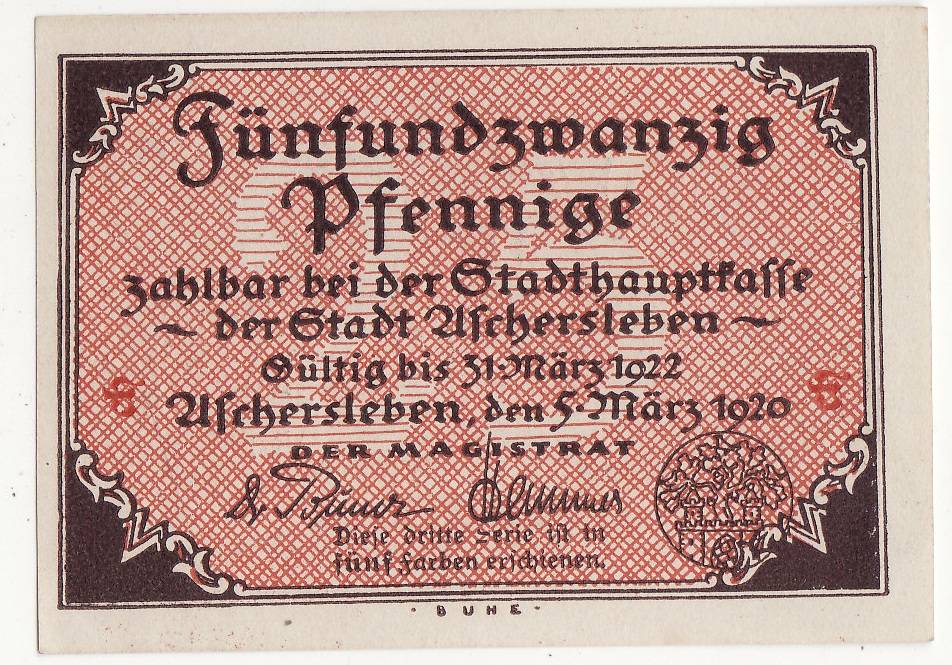 Fünfundzwanzig
Pfennige
zahlbar bei der Stadthauptkasse
~ der Stadt Aschersleben ~
Gültig bis 31. März 1922
Aschersleben, den 5. März 1920
DER MAGISTRAT
Diese dritte Serie ist in
fünf Farben erschienen.
· BUHE ·